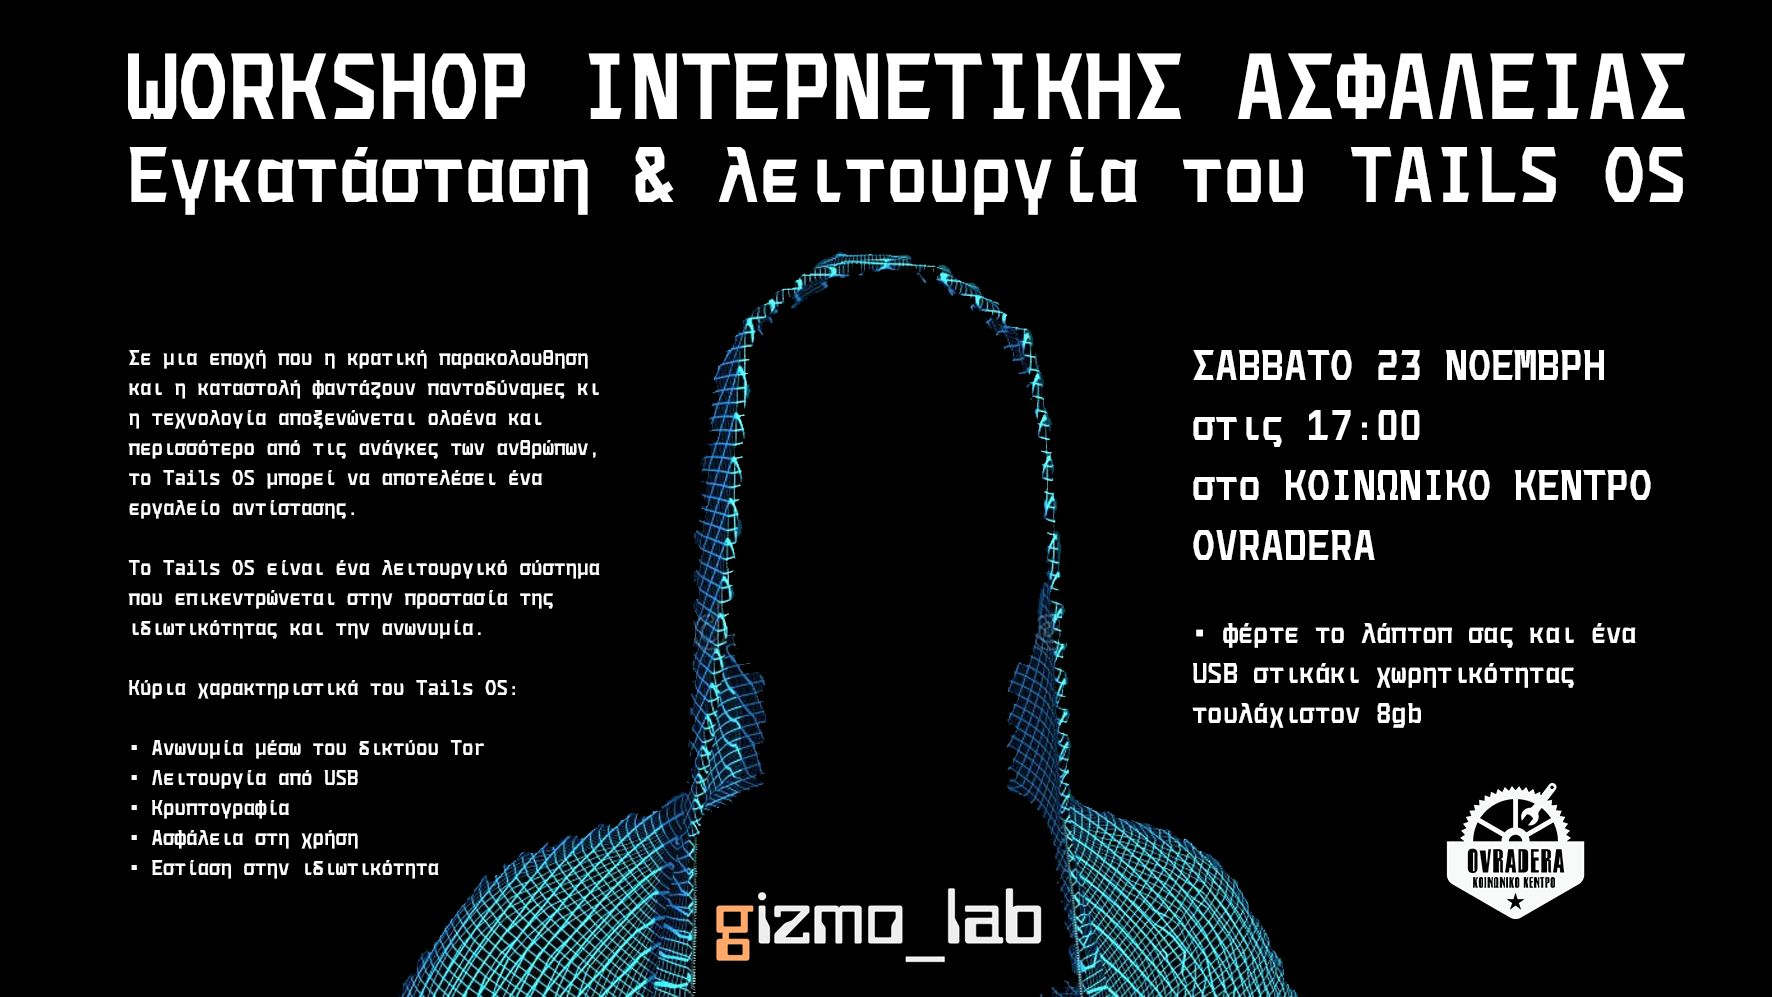 WORKSHOP ΙΝΤΕΡΝΕΤΙΚΗΣ ΑΣΦΑΛΕΙΑΣ
Εγκατάσταση & λειτουργία του TAILS OS
Σε μια εποχή που η κρατική παρακολουθηση
και η καταστολή φαντάζουν παντοδύναμες κι
η τεχνολογία αποξενώνεται ολοένα και
περισσότερο από τις ανάγκες των ανθρώπων,
το Tails OS μπορεί να αποτελέσει ένα
εργαλείο αντίστασης.
Το Tails OS είναι ένα λειτουργικό σύστημα
που επικεντρώνεται στην προστασία της
ιδιωτικότητας και την ανωνυμία.
Κύρια χαρακτηριστικά του Tails OS:
▪ Ανωνυμία μέσω του δικτύου Tor
▪ Λειτουργία από USB
▪ Κρυπτογραφία
▪ Ασφάλεια στη χρήση
▪ Εστίαση στην ιδιωτικότητα
ΣΑΒΒΑΤΟ 23 ΝΟΕΜΒΡΗ
στις 17:00
στο ΚΟΙΝΩΝΙΚΟ ΚΕΝΤΡΟ
OVRADERA
▪ φέρτε το λάπτοπ σας και ένα
USB στικάκι χωρητικότητας
τουλάχιστον 8gb
OVRADERA
ΚΟΙΝΩΝΙΚΟ ΚΕΝΤΡΟ
gizmo_lab